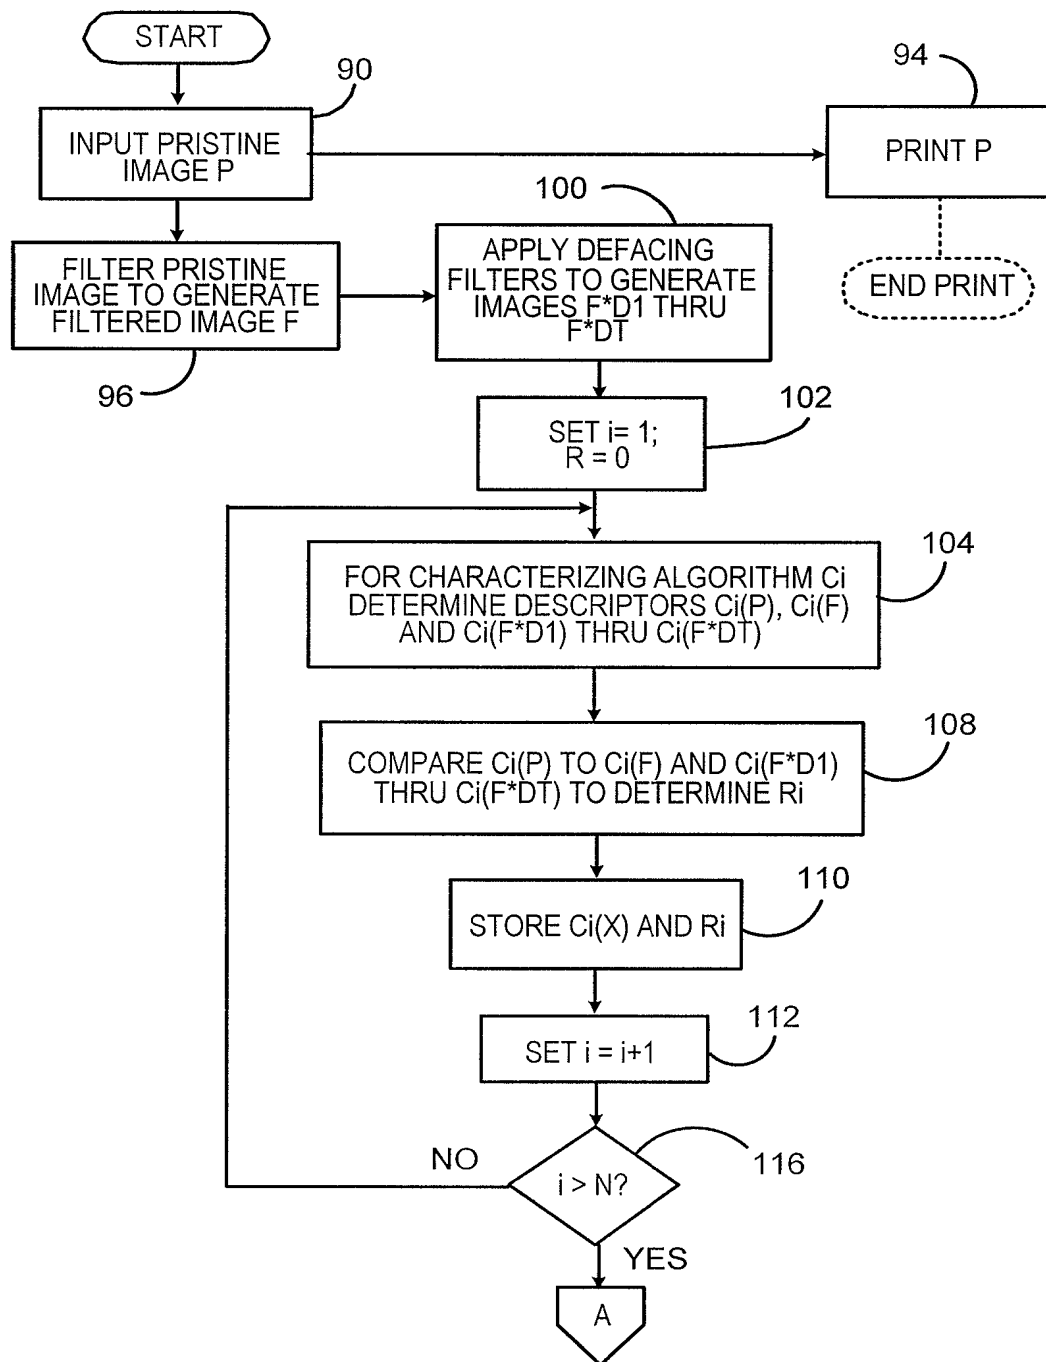 START
90
94
INPUT PRISTINE
IMAGE P
PRINT P
100
FILTER PRISTINE
IMAGE TO GENERATE
FILTERED IMAGE F
APPLY DEFACING
FILTERS TO GENERATE
IMAGES F*D1 THRU
F*DT
END PRINT
96
102
SET i= 1;
R = 0
104
FOR CHARACTERIZING ALGORITHM Ci
DETERMINE DESCRIPTORS Ci(P), Ci(F)
AND Ci(F*D1) THRU Ci(F*DT)
108
COMPARE Ci(P) TO Ci(F) AND Ci(F*D1)
THRU Ci(F*DT) TO DETERMINE Ri
110
STORE Ci(X) AND Ri
112
SET i = i+1
NO
116
i > N?
YES
A